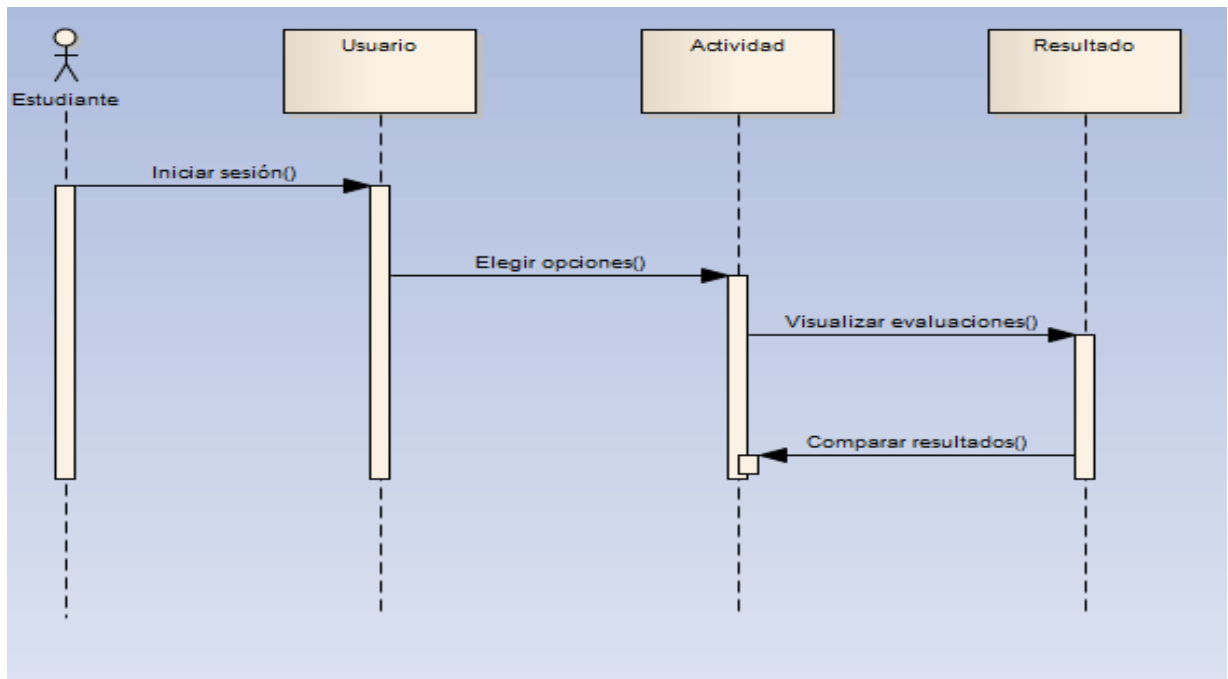 Usuario
Actividad
Resultado
Estudiante
Iniciar sesión()
Elegir opciones()
Visualizar evaluaciones()
Comparar resultados()